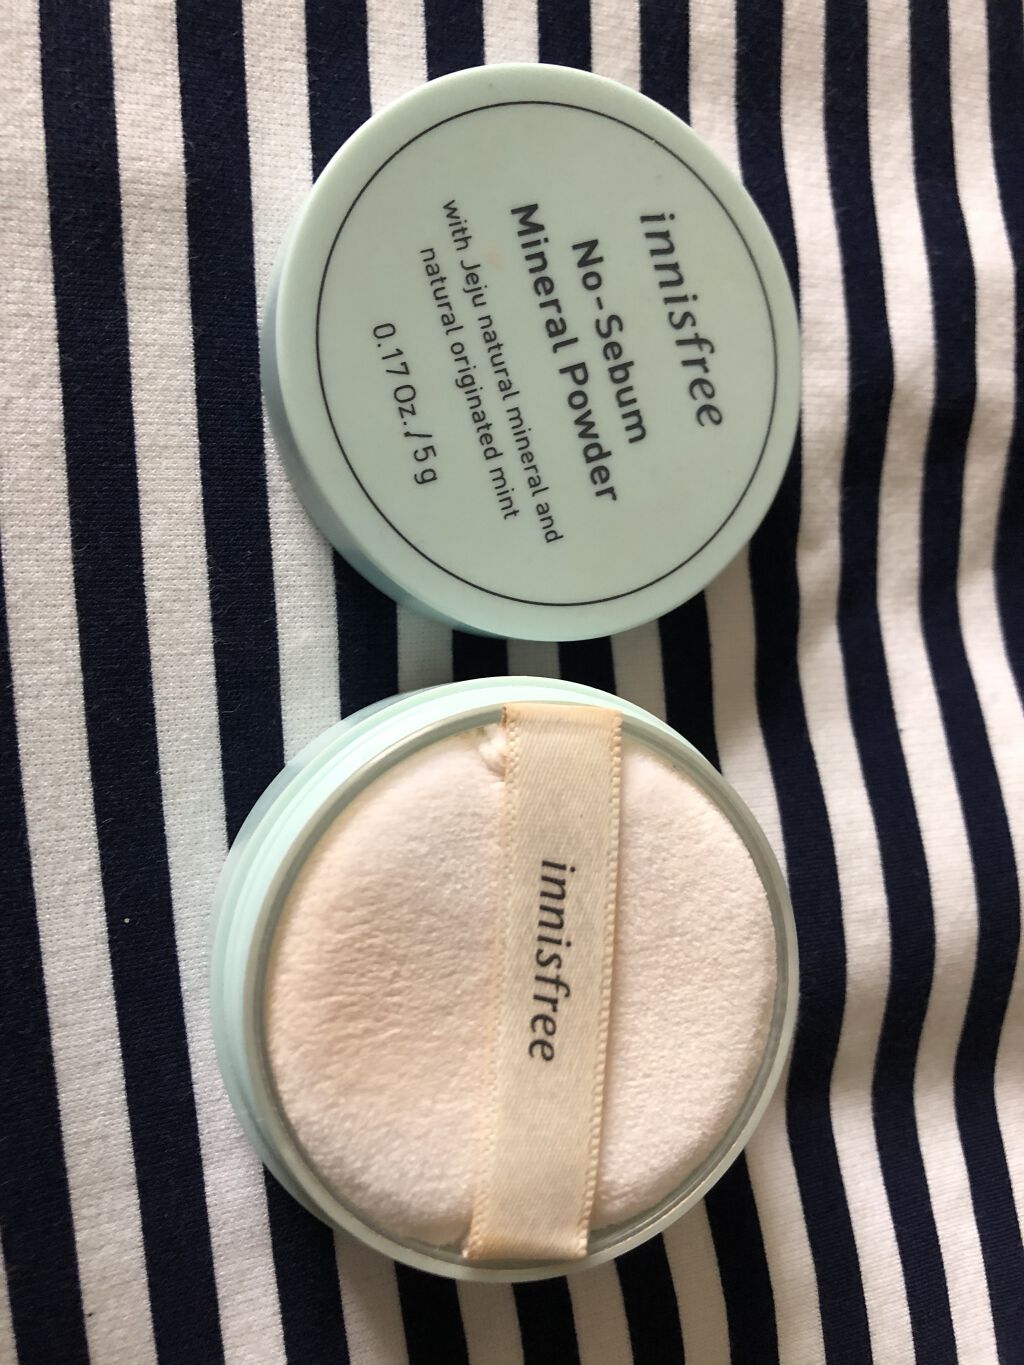 innisfree
No-Sebum
Mineral Powder
with Jeju natural mineral and
natural originated mint
0.17 Oz./5 g
innisfree